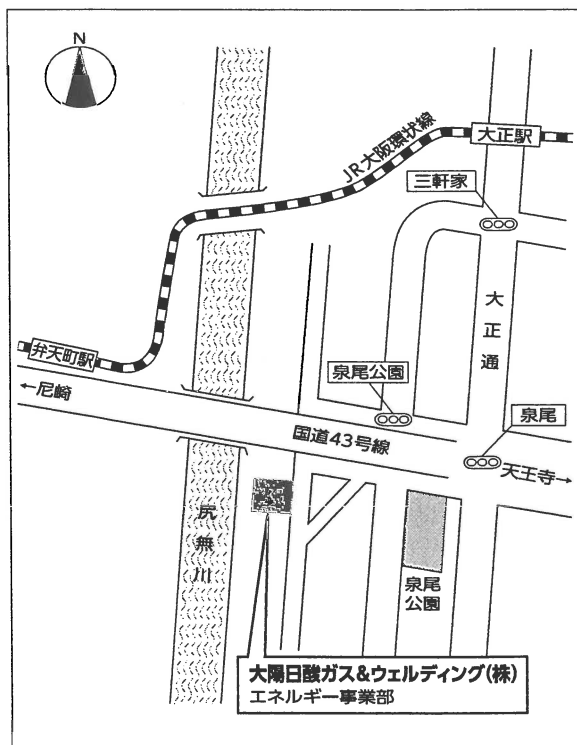 N
JR大阪環状線
大正駅
三軒家
大正通
弁天町駅
←尼崎
泉尾公園
泉尾
国道43号線
天王寺→
尻無川
泉尾
公園
大陽日酸ガス&ウェルディング(株)
エネルギー事業部